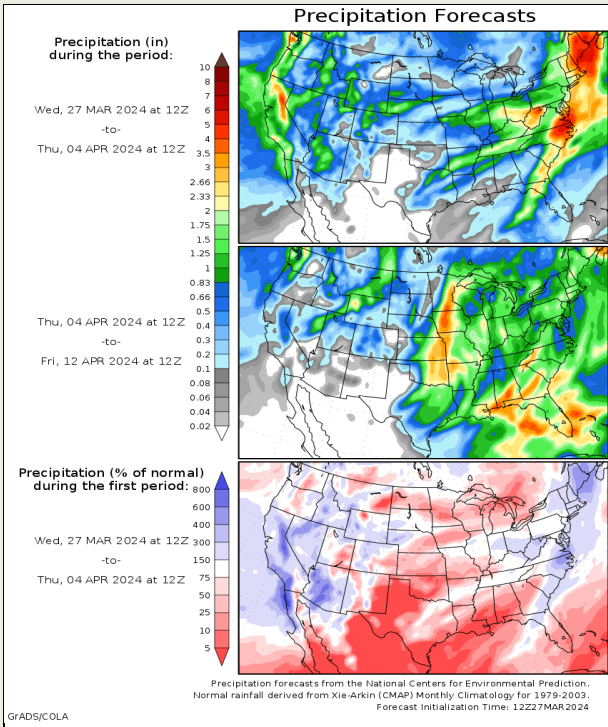 Precipitation Forecasts
Precipitation (in)
during the period:
Wed, 27 MAR 2024 at 12Z
-to-
Thu, 04 APR 2024 at 12Z
10
8
7
6
5
4
3.5
3
2.66
2.33
2
1.75
1.5
1.25
1
0.83
0.66
0.5
0.4
0.3
0.2
0.1
0.08
0.06
0.04
0.02
Thu, 04 APR 2024 at 12Z
-to-
Fri, 12 APR 2024 at 12Z
Precipitation (% of normal)
during the first period:
Wed, 27 MAR 2024 at 12Z
-to-
Thu, 04 APR 2024 at 12Z
800
600
400
300
150
75
50
25
10
5
Precipitation forecasts from the National Centers for Environmental Prediction.
Normal rainfall derived from Xie-Arkin (CMAP) Monthly Climatology for 1979-2003.
Forecast Initialization Time: 12Z27MAR2024
GrADS/COLA